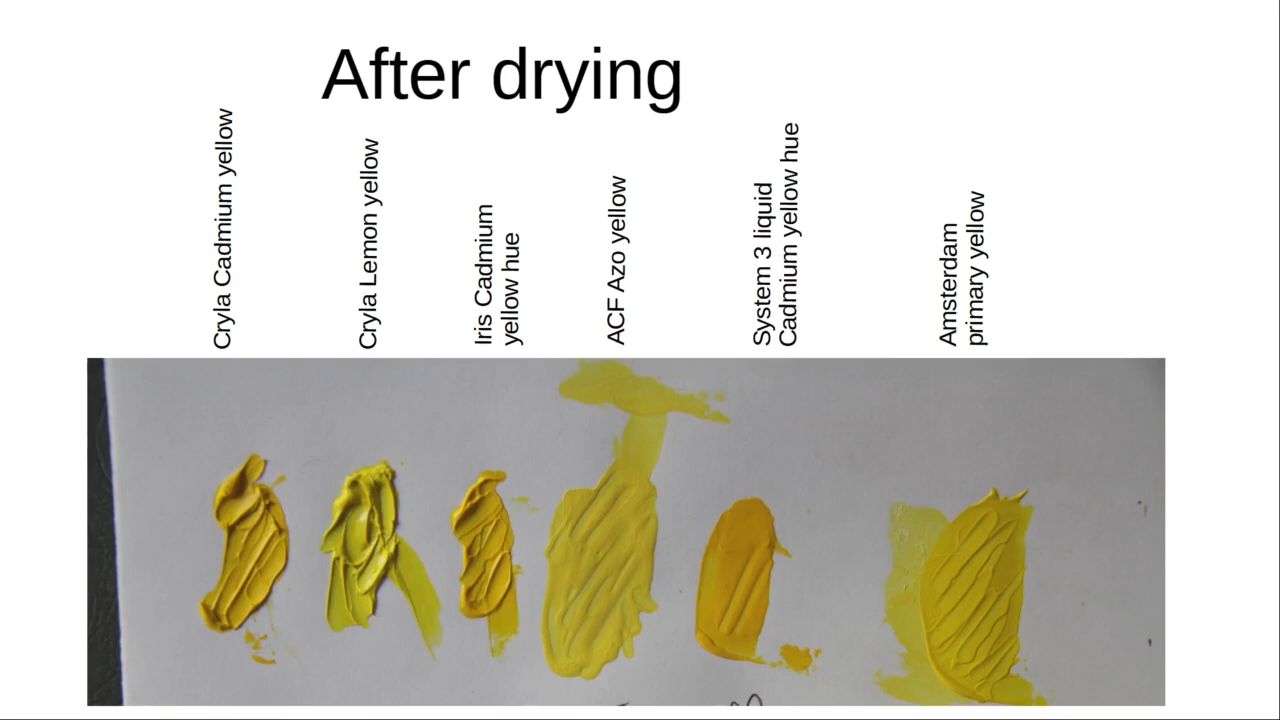 After drying
Cryla Cadmium yellow
Cryla Lemon yellow
Iris Cadmium
yellow hue
ACF Azo yellow
System 3 liquid
Cadmium yellow hue
Amsterdam
primary yellow